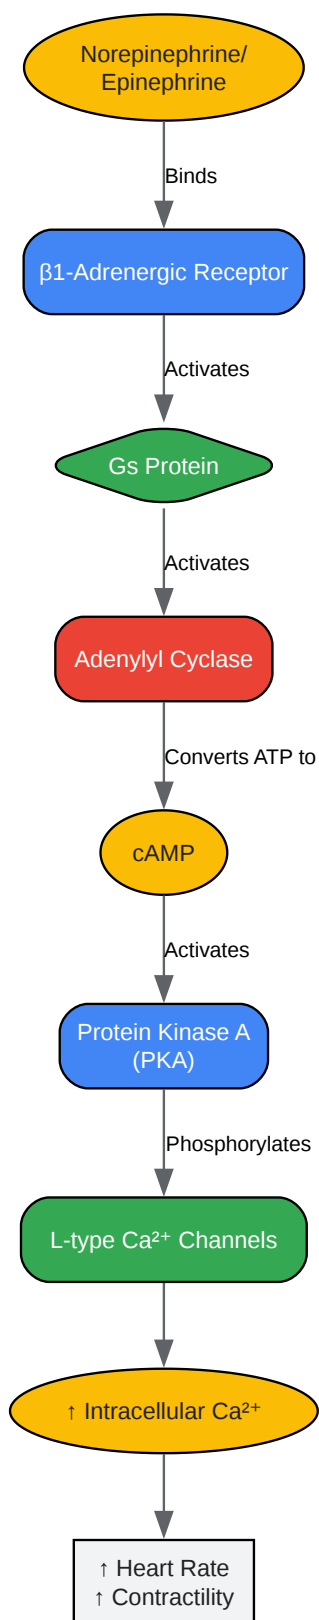 Norepinephrine/
Epinephrine
Binds
β1-Adrenergic Receptor
Activates
Gs Protein
Activates
Adenylyl Cyclase
Converts ATP to
cAMP
Activates
Protein Kinase A
(PKA)
Phosphorylates
L-type Ca²⁺ Channels
↑ Intracellular Ca²⁺
↑ Heart Rate
↑ Contractility